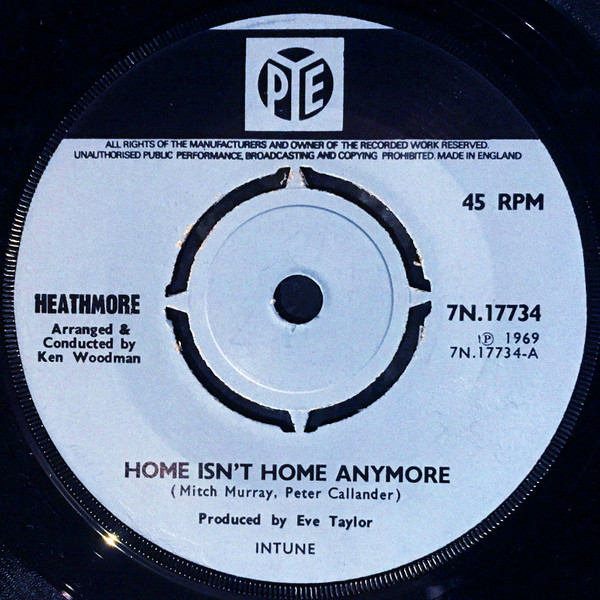 PYE
ALL RIGHTS OF THE MANUFACTURERS AND OWNER OF THE RECORDED WORK RESERVED.
UNAUTHORISED PUBLIC PERFORMANCE, BROADCASTING AND COPYING PROHIBITED. MADE IN ENGLAND
45 RPM
HEATHMORE
Arranged &
Conducted by
Ken Woodman
7N.17734
℗ 1969
7N.17734-A
HOME ISN'T HOME ANYMORE
(Mitch Murray, Peter Callander)
Produced by Eve Taylor
INTUNE